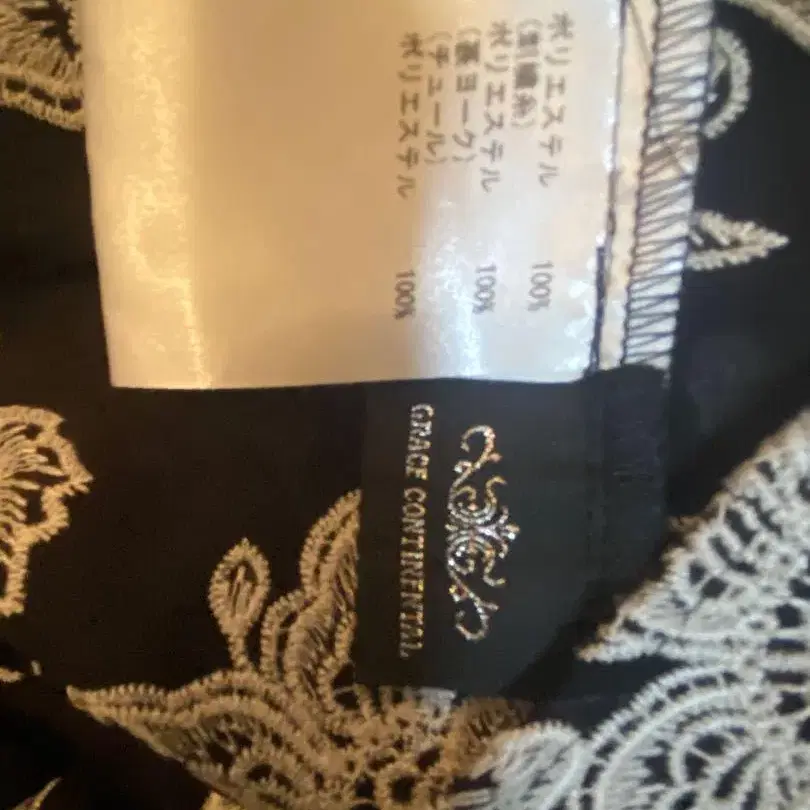 ポリエステル 100%
(刺繍糸)
ポリエステル 100%
(裏ヨーク)
(チュール)
ポリエステル 100%
GRACE CONTINENTAL